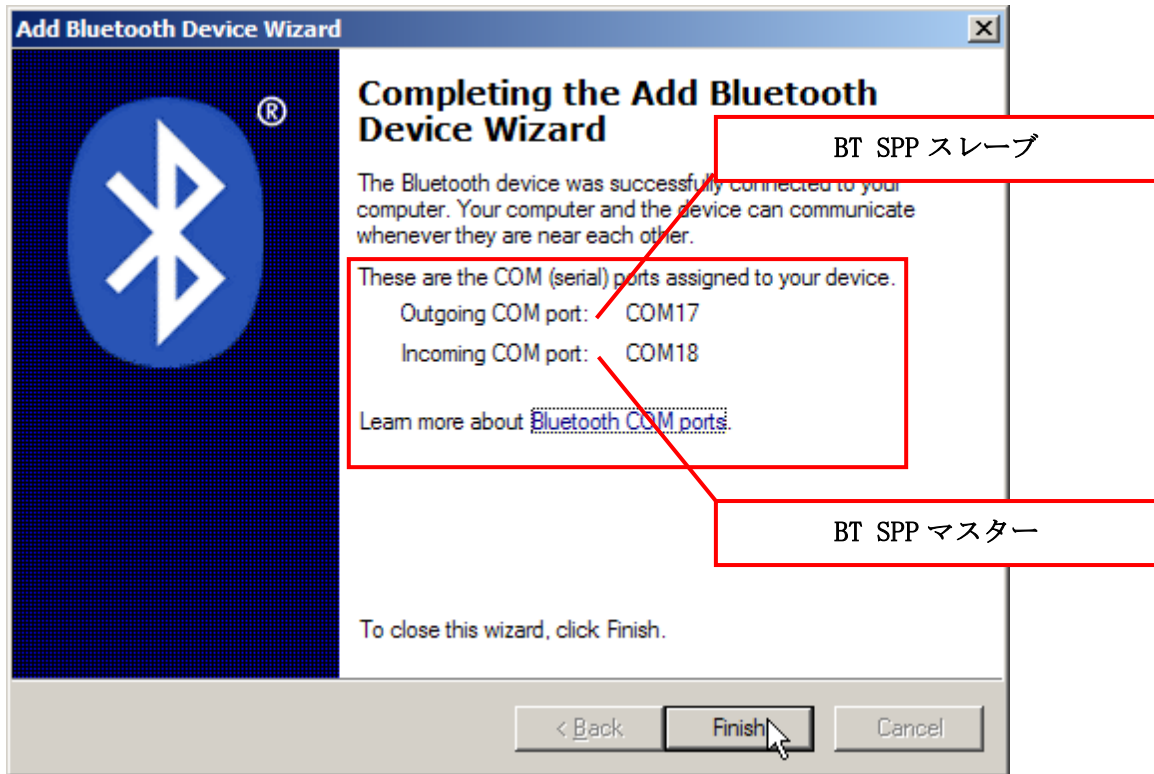 Add Bluetooth Device Wizard
®
Completing the Add Bluetooth
Device Wizard
BT SPP スレーブ
The Bluetooth device was successfully connected to your
computer. Your computer and the device can communicate
whenever they are near each other.
These are the COM (serial) ports assigned to your device.
Outgoing COM port: COM17
Incoming COM port: COM18
Learn more about Bluetooth COM ports.
BT SPP マスター
To close this wizard, click Finish.
< Back Finish Cancel